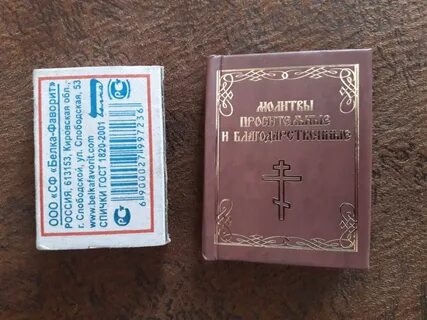 ООО «СФ «Белка-Фаворит»
РОССИЯ, 613153, Кировская обл.,
г. Слободской, ул. Слободская, 53
www.belkafavorit.com
СПИЧКИ ГОСТ 1820-2001
МОЛИТВЫ
ПРОСИТЕЛЬНЫЕ
И БЛАГОДАРСТВЕННЫЕ